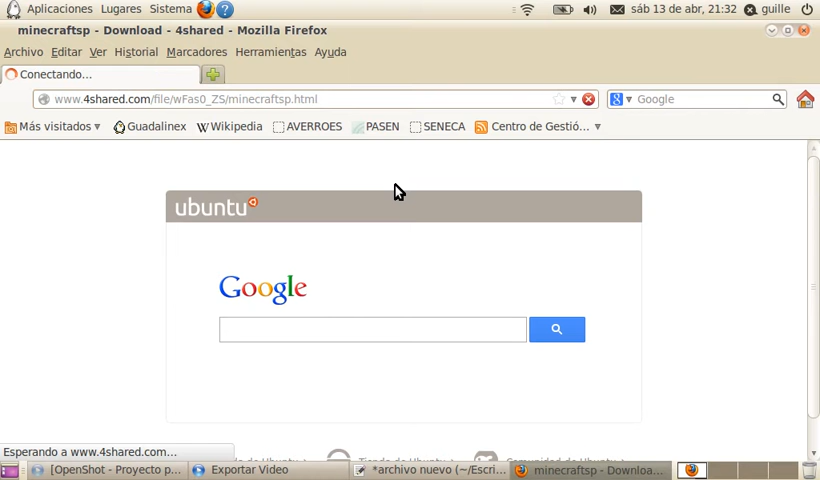 Aplicaciones Lugares Sistema sáb 13 de abr, 21:32 guille
minecraftsp - Download - 4shared - Mozilla Firefox
Archivo Editar Ver Historial Marcadores Herramientas Ayuda
Conectando...
www.4shared.com/file/wFas0_ZS/minecraftsp.html Google
Más visitados Guadalinex Wikipedia AVERROES PASEN SENECA Centro de Gestió...
ubuntu
Google
Esperando a www.4shared.com...
[OpenShot - Proyecto p... Exportar Video *archivo nuevo (~/Escri... minecraftsp - Downloa...